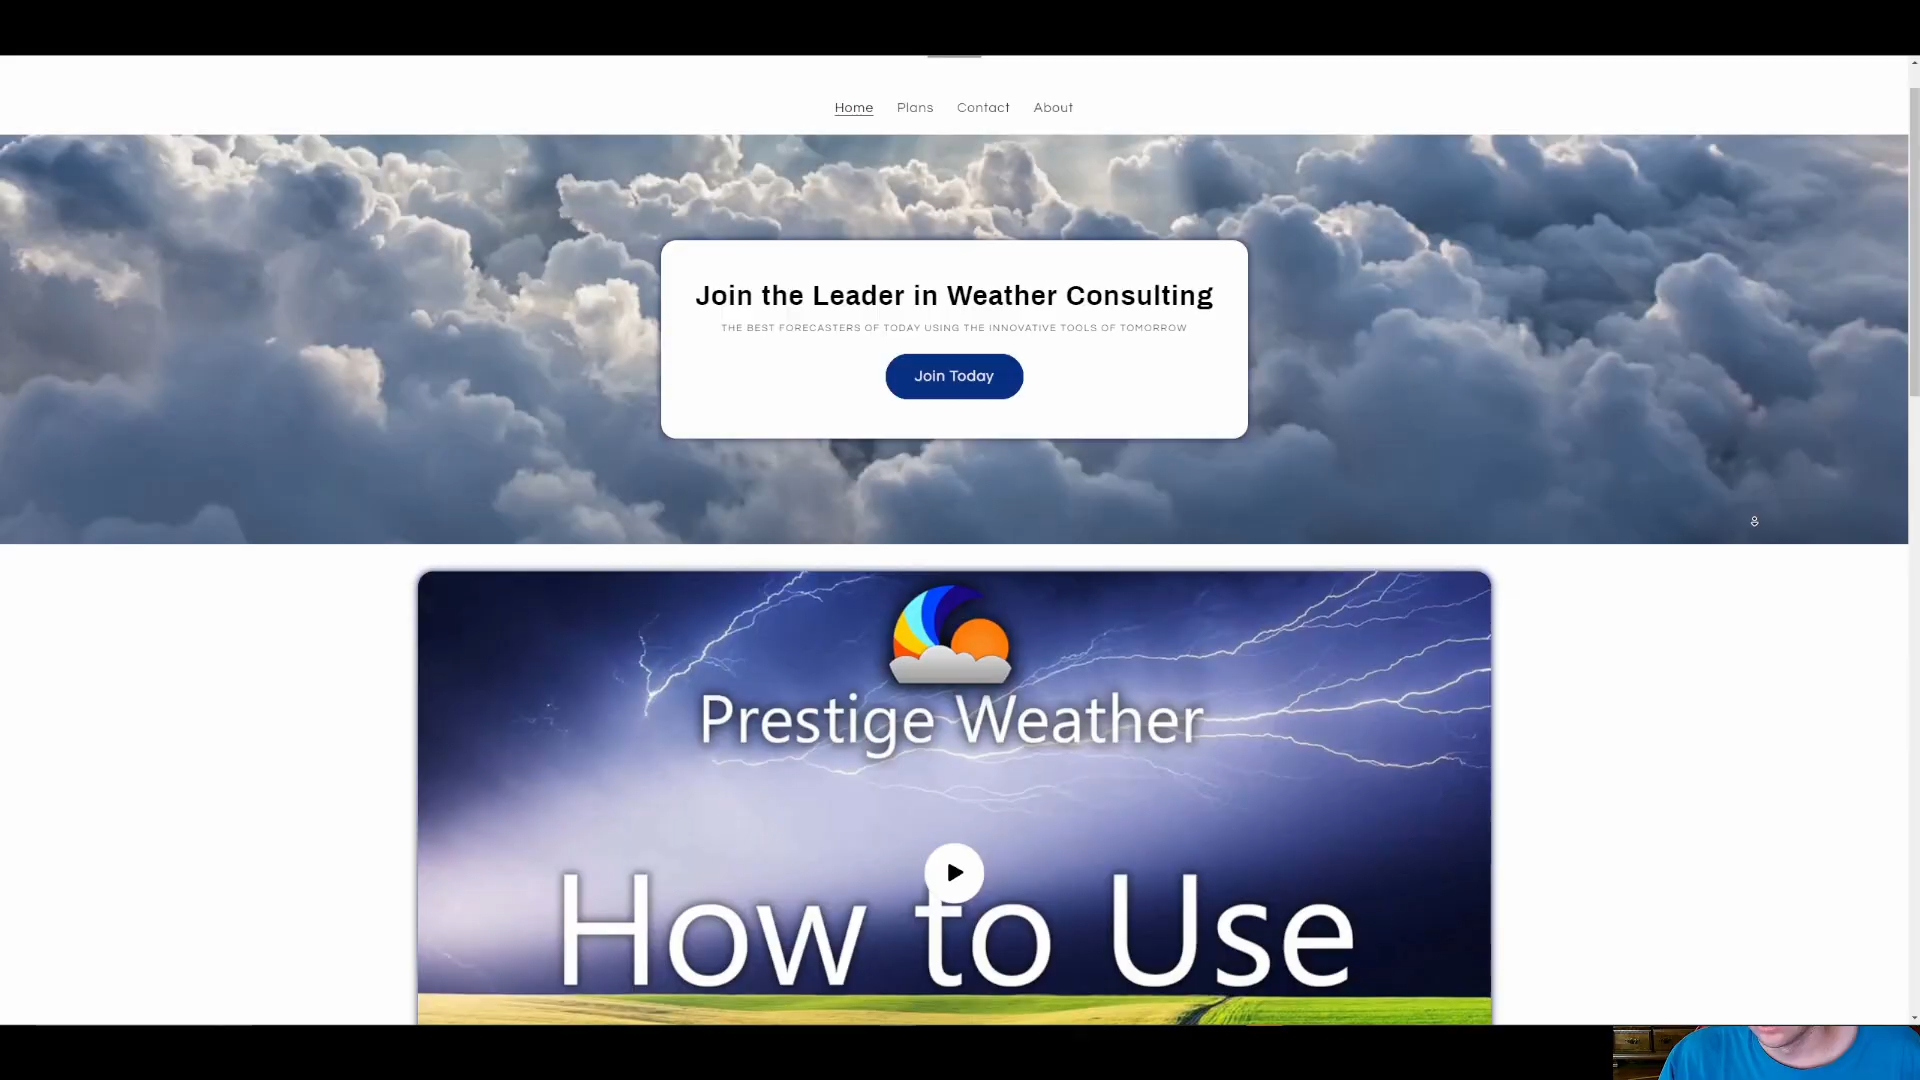 Home Plans Contact About
Join the Leader in Weather Consulting
THE BEST FORECASTERS OF TODAY USING THE INNOVATIVE TOOLS OF TOMORROW
Join Today
Prestige Weather
How to Use